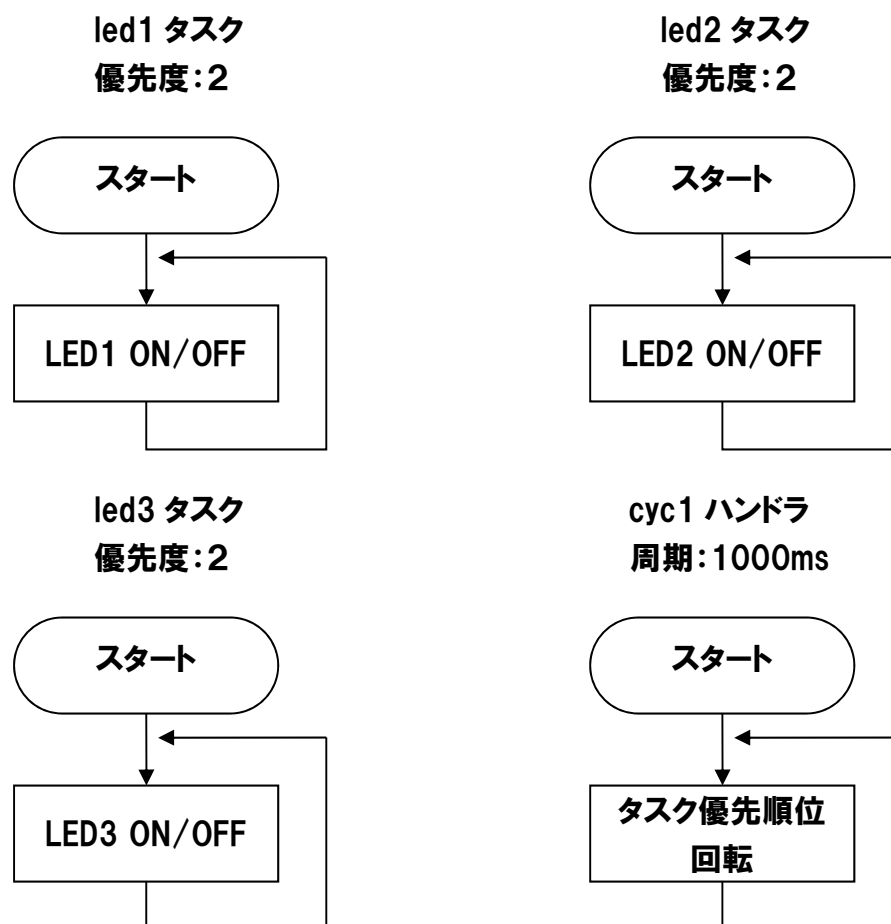 led1 タスク
優先度：2
スタート
LED1 ON/OFF
led2 タスク
優先度：2
スタート
LED2 ON/OFF
led3 タスク
優先度：2
スタート
LED3 ON/OFF
cyc1 ハンドラ
周期：1000ms
スタート
タスク優先順位
回転